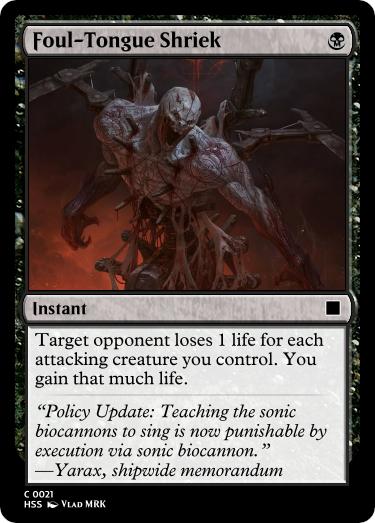 Foul-Tongue Shriek
Instant
Target opponent loses 1 life for each
attacking creature you control. You
gain that much life.
“Policy Update: Teaching the sonic
biocannons to sing is now punishable by
execution via sonic biocannon.”
—Yarax, shipwide memorandum
C 0021
HSS Vlad MRK